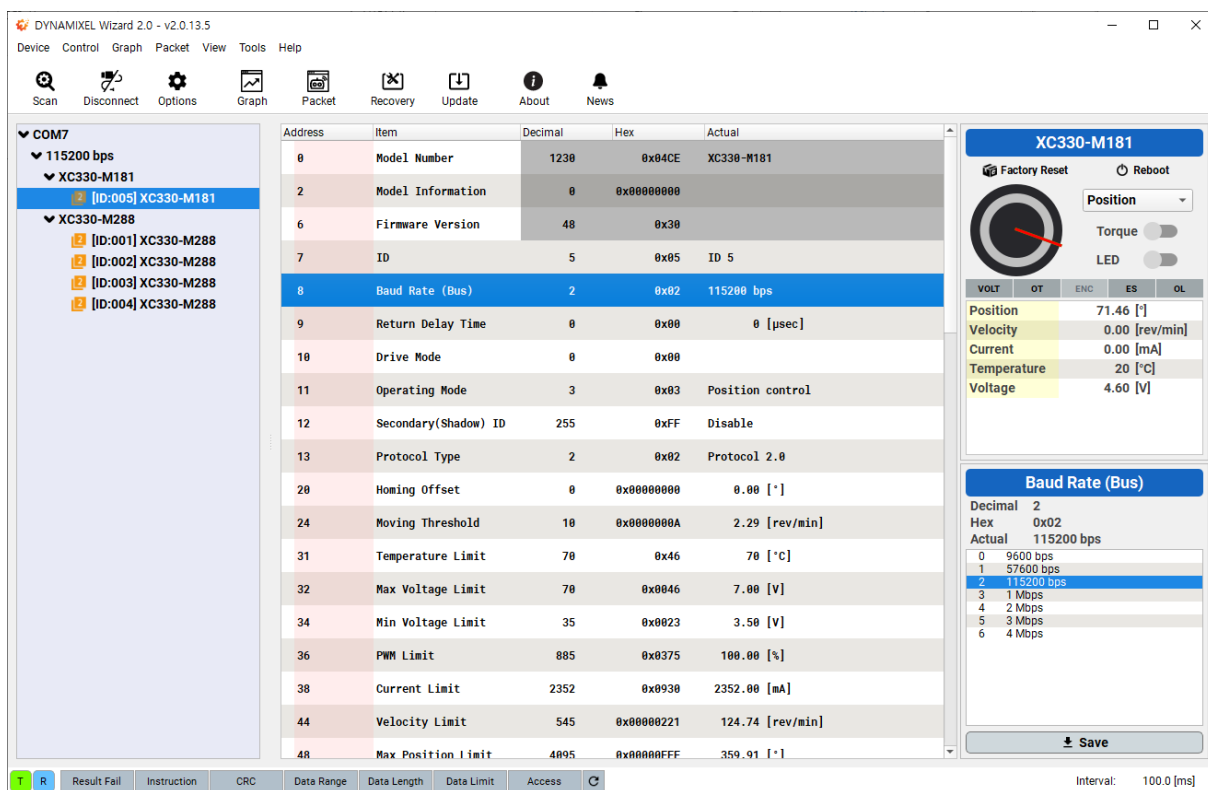 DYNAMIXEL Wizard 2.0 - v2.0.13.5
Device Control Graph Packet View Tools Help
Scan Disconnect Options Graph Packet Recovery Update About News
COM7
115200 bps
XC330-M181
[ID:005] XC330-M181
XC330-M288
[ID:001] XC330-M288
[ID:002] XC330-M288
[ID:003] XC330-M288
[ID:004] XC330-M288
Address Item Decimal Hex Actual
0 Model Number 1230 0x04CE XC330-M181
2 Model Information 0 0x00000000
6 Firmware Version 48 0x30
7 ID 5 0x05 ID 5
8 Baud Rate (Bus) 2 0x02 115200 bps
9 Return Delay Time 0 0x00 0 [μsec]
10 Drive Mode 0 0x00
11 Operating Mode 3 0x03 Position control
12 Secondary(Shadow) ID 255 0xFF Disable
13 Protocol Type 2 0x02 Protocol 2.0
20 Homing Offset 0 0x00000000 0.00 [°]
24 Moving Threshold 10 0x0000000A 2.29 [rev/min]
31 Temperature Limit 70 0x46 70 [°C]
32 Max Voltage Limit 70 0x0046 7.00 [V]
34 Min Voltage Limit 35 0x0023 3.50 [V]
36 PWM Limit 885 0x0375 100.00 [%]
38 Current Limit 2352 0x0930 2352.00 [mA]
44 Velocity Limit 545 0x00000221 124.74 [rev/min]
48 Max Position Limit 4095 0x00000FFF 359.91 [°]
XC330-M181
Factory Reset Reboot
Position
Torque
LED
VOLT OT ENC ES OL
Position 71.46 [°]
Velocity 0.00 [rev/min]
Current 0.00 [mA]
Temperature 20 [°C]
Voltage 4.60 [V]
Baud Rate (Bus)
Decimal 2
Hex 0x02
Actual 115200 bps
0 9600 bps
1 57600 bps
2 115200 bps
3 1 Mbps
4 2 Mbps
5 3 Mbps
6 4 Mbps
Save
T R Result Fail Instruction CRC Data Range Data Length Data Limit Access Interval: 100.0 [ms]